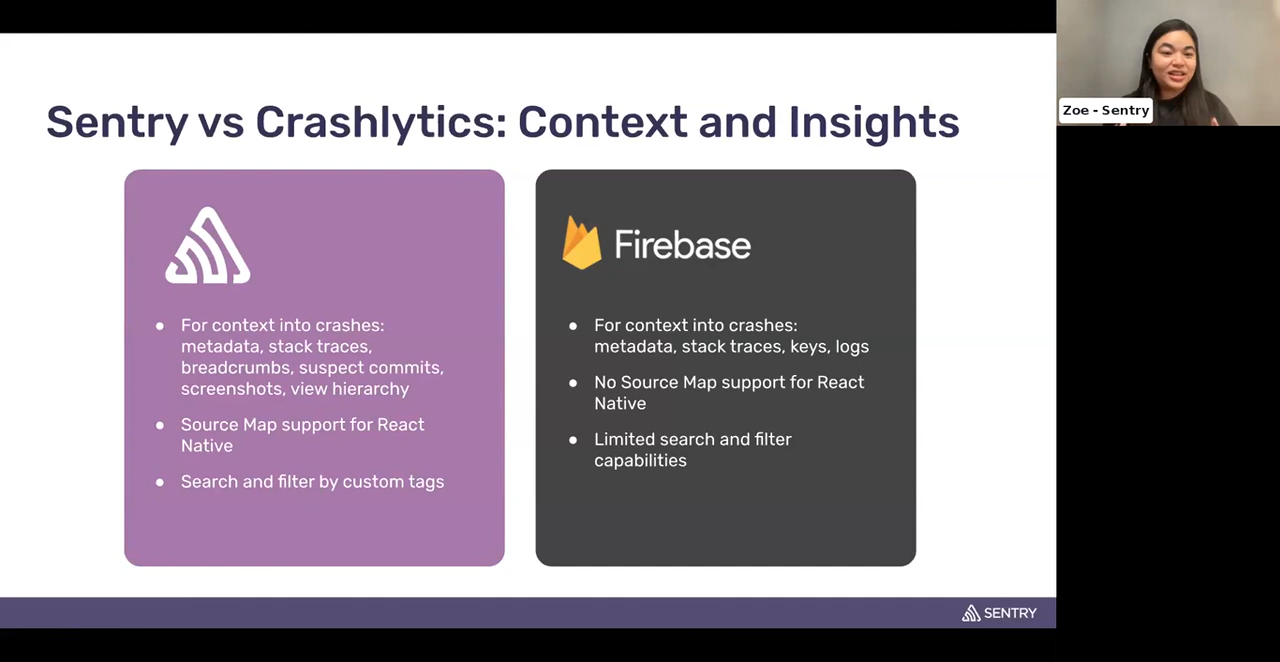 Sentry vs Crashlytics: Context and Insights
Zoe - Sentry
● For context into crashes:
metadata, stack traces,
breadcrumbs, suspect commits,
screenshots, view hierarchy
● Source Map support for React
Native
● Search and filter by custom tags
Firebase
● For context into crashes:
metadata, stack traces, keys, logs
● No Source Map support for React
Native
● Limited search and filter
capabilities
SENTRY